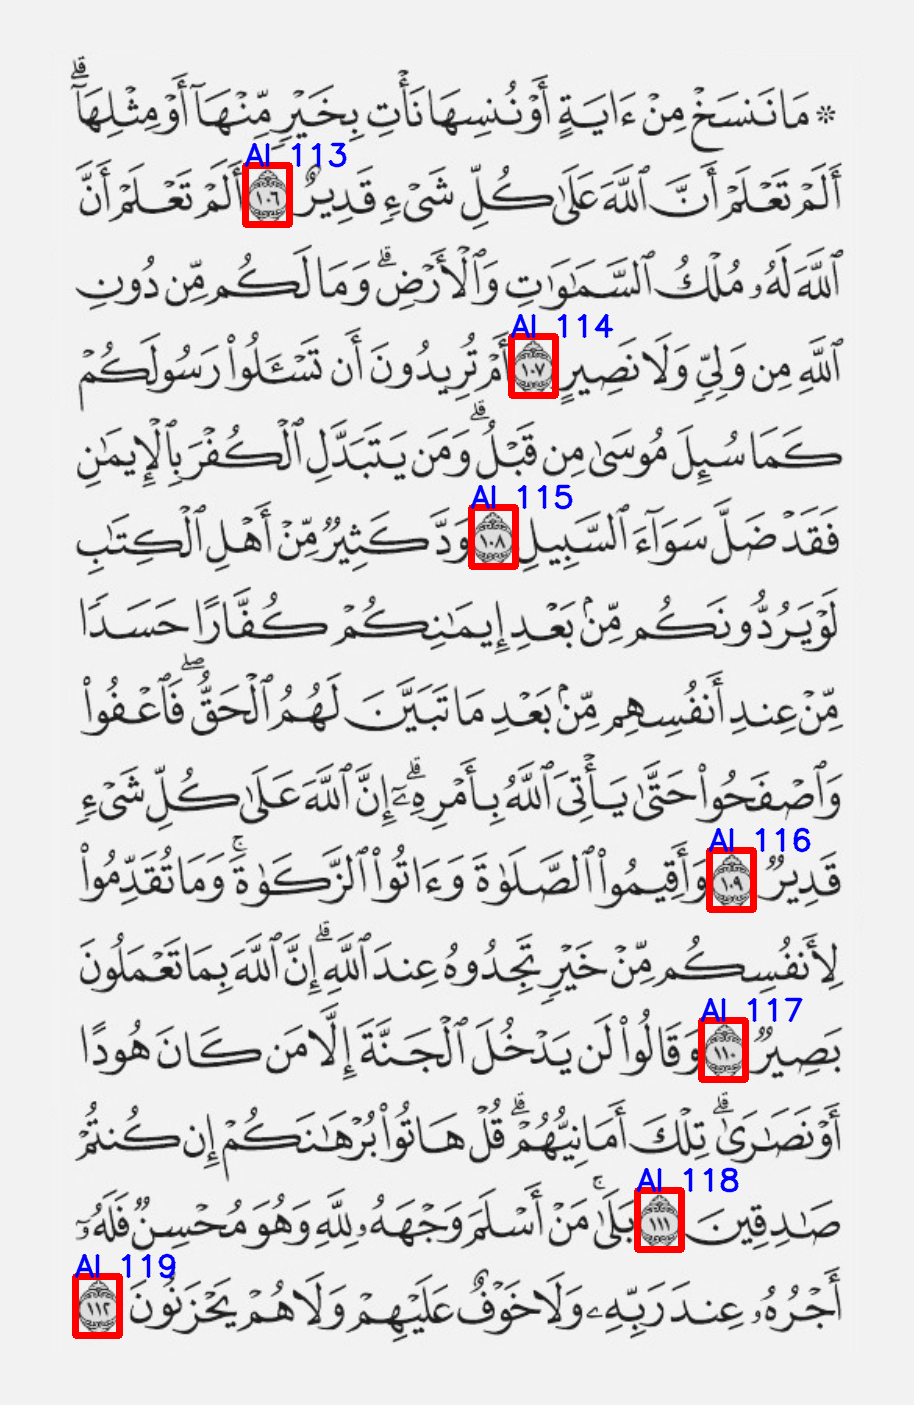 ۞ مَا نَنسَخْ مِنْ ءَايَةٍ أَوْ نُنسِهَا نَأْتِ بِخَيْرٍ مِّنْهَآ أَوْ مِثْلِهَآ ۗ
AI 113
أَلَمْ تَعْلَمْ أَنَّ ٱللَّهَ عَلَىٰ كُلِّ شَىْءٍ قَدِيرٌ ١٠٦ أَلَمْ تَعْلَمْ أَنَّ
ٱللَّهَ لَهُۥ مُلْكُ ٱلسَّمَٰوَٰتِ وَٱلْأَرْضِ ۗ وَمَا لَكُم مِّن دُونِ
AI 114
ٱللَّهِ مِن وَلِىٍّ وَلَا نَصِيرٍ ١٠٧ أَمْ تُرِيدُونَ أَن تَسْـَٔلُوا۟ رَسُولَكُمْ
كَمَا سُئِلَ مُوسَىٰ مِن قَبْلُ ۗ وَمَن يَتَبَدَّلِ ٱلْكُفْرَ بِٱلْإِيمَٰنِ
AI 115
فَقَدْ ضَلَّ سَوَآءَ ٱلسَّبِيلِ ١٠٨ وَدَّ كَثِيرٌ مِّنْ أَهْلِ ٱلْكِتَٰبِ
لَوْ يَرُدُّونَكُم مِّنۢ بَعْدِ إِيمَٰنِكُمْ كُفَّارًا حَسَدًا
مِّنْ عِندِ أَنفُسِهِم مِّنۢ بَعْدِ مَا تَبَيَّنَ لَهُمُ ٱلْحَقُّ ۖ فَٱعْفُوا۟
وَٱصْفَحُوا۟ حَتَّىٰ يَأْتِىَ ٱللَّهُ بِأَمْرِهِۦٓ ۗ إِنَّ ٱللَّهَ عَلَىٰ كُلِّ شَىْءٍ
AI 116
قَدِيرٌ ١٠٩ وَأَقِيمُوا۟ ٱلصَّلَوٰةَ وَءَاتُوا۟ ٱلزَّكَوٰةَ ۚ وَمَا تُقَدِّمُوا۟
لِأَنفُسِكُم مِّنْ خَيْرٍ تَجِدُوهُ عِندَ ٱللَّهِ ۗ إِنَّ ٱللَّهَ بِمَا تَعْمَلُونَ
AI 117
بَصِيرٌ ١١٠ وَقَالُوا۟ لَن يَدْخُلَ ٱلْجَنَّةَ إِلَّا مَن كَانَ هُودًا
أَوْ نَصَٰرَىٰ ۗ تِلْكَ أَمَانِيُّهُمْ ۗ قُلْ هَاتُوا۟ بُرْهَٰنَكُمْ إِن كُنتُمْ
AI 118
صَٰدِقِينَ ١١١ بَلَىٰ ۚ مَنْ أَسْلَمَ وَجْهَهُۥ لِلَّهِ وَهُوَ مُحْسِنٌ فَلَهُۥٓ
AI 119
أَجْرُهُۥ عِندَ رَبِّهِۦ وَلَا خَوْفٌ عَلَيْهِمْ وَلَا هُمْ يَحْزَنُونَ ١١٢